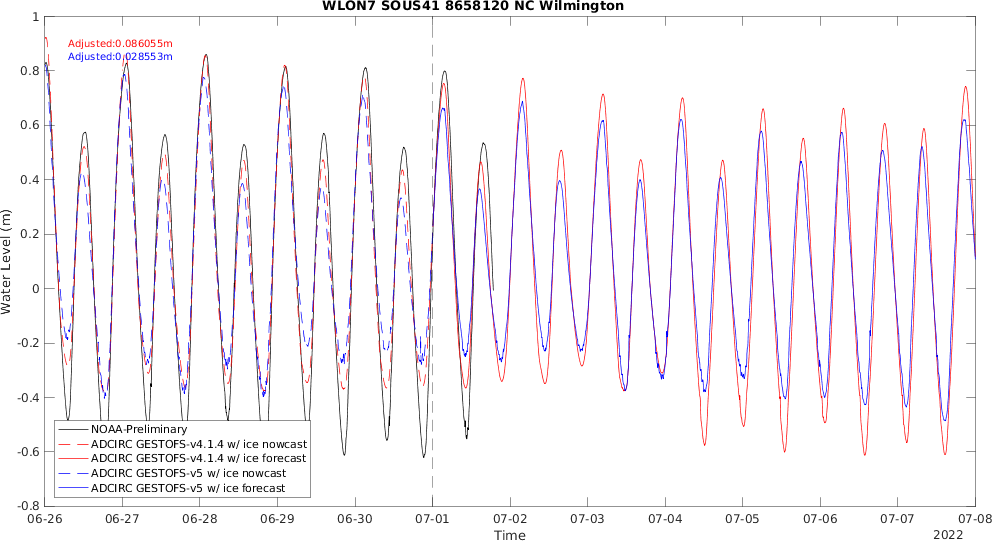 WLON7 SOUS41 8658120 NC Wilmington
Adjusted:0.086055m
Adjusted:0.028553m
1
0.8
0.6
0.4
0.2
0
-0.2
-0.4
-0.6
-0.8
Water Level (m)
NOAA-Preliminary
ADCIRC GESTOFS-v4.1.4 w/ ice nowcast
ADCIRC GESTOFS-v4.1.4 w/ ice forecast
ADCIRC GESTOFS-v5 w/ ice nowcast
ADCIRC GESTOFS-v5 w/ ice forecast
06-26 06-27 06-28 06-29 06-30 07-01 07-02 07-03 07-04 07-05 07-06 07-07 07-08
Time
2022